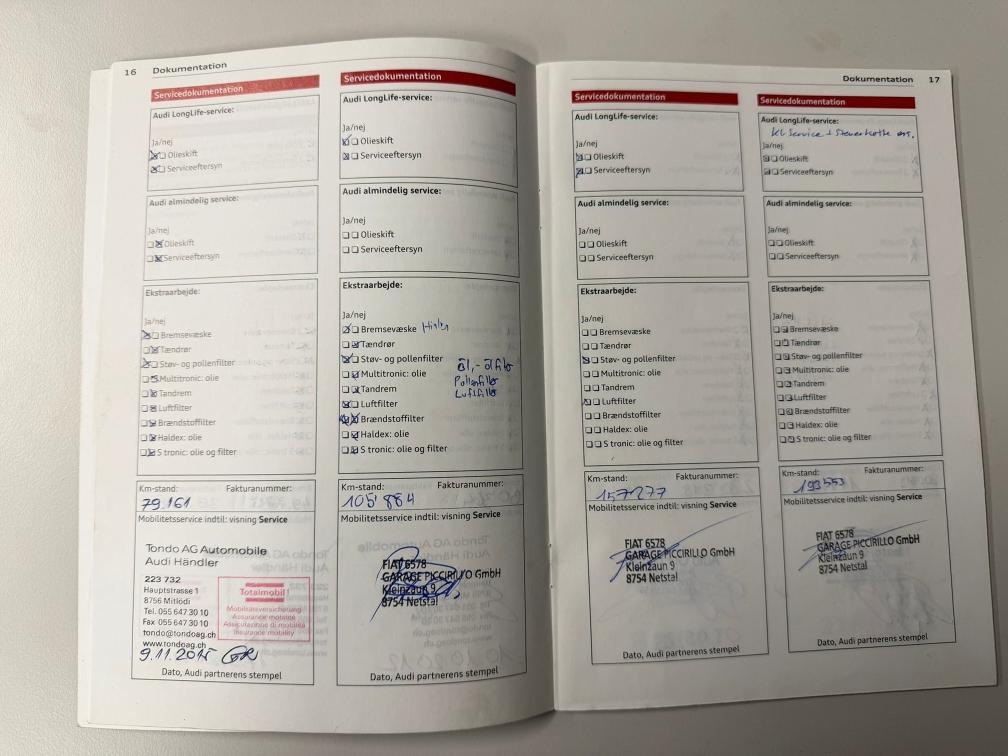 16 Dokumentation
Servicedokumentation
Audi LongLife-service:
Ja/nej
Olieskift
Serviceeftersyn
Audi almindelig service:
Ja/nej
Olieskift
Serviceeftersyn
Ekstraarbejde:
Ja/nej
Bremsevæske
Tændrør
Støv- og pollenfilter
Multitronic: olie
Tandrem
Luftfilter
Brændstoffilter
Haldex: olie
S tronic: olie og filter
Km-stand: Fakturanummer:
79.161
Mobilitetsservice indtil: visning Service
Tondo AG Automobile
Audi Händler
223 732
Hauptstrasse 1
8756 Mitlödi
Tel. 055 647 30 10
Fax 055 647 30 10
tondo@tondoag.ch
www.tondoag.ch
Totalmobil!
Mobilitätsversicherung
Assurance mobilité
Assicurazione di mobilità
Insurance mobility
9.11.2015
Dato, Audi partnerens stempel
Servicedokumentation
Audi LongLife-service:
Ja/nej
Olieskift
Serviceeftersyn
Audi almindelig service:
Ja/nej
Olieskift
Serviceeftersyn
Ekstraarbejde:
Ja/nej
Bremsevæske
Tændrør
Støv- og pollenfilter
Öl,- Ölfilter
Multitronic: olie
Pollenfilter
Tandrem
Luftfilter
Luftfilter
Brændstoffilter
Haldex: olie
S tronic: olie og filter
Km-stand: Fakturanummer:
105'884
Mobilitetsservice indtil: visning Service
FIAT 6578
GARAGE PICCIRILLO GmbH
Kleinzaun 9
8754 Netstal
Dato, Audi partnerens stempel
Dokumentation 17
Servicedokumentation
Audi LongLife-service:
Ja/nej
Olieskift
Serviceeftersyn
Audi almindelig service:
Ja/nej
Olieskift
Serviceeftersyn
Ekstraarbejde:
Ja/nej
Bremsevæske
Tændrør
Støv- og pollenfilter
Multitronic: olie
Tandrem
Luftfilter
Brændstoffilter
Haldex: olie
S tronic: olie og filter
Km-stand: Fakturanummer:
157277
Mobilitetsservice indtil: visning Service
FIAT 6578
GARAGE PICCIRILLO GmbH
Kleinzaun 9
8754 Netstal
Dato, Audi partnerens stempel
Servicedokumentation
Audi LongLife-service:
Kl Service + Steuerkette ers.
Ja/nej
Olieskift
Serviceeftersyn
Audi almindelig service:
Ja/nej
Olieskift
Serviceeftersyn
Ekstraarbejde:
Ja/nej
Bremsevæske
Tændrør
Støv- og pollenfilter
Multitronic: olie
Tandrem
Luftfilter
Brændstoffilter
Haldex: olie
S tronic: olie og filter
Km-stand: Fakturanummer:
193553
Mobilitetsservice indtil: visning Service
FIAT 6578
GARAGE PICCIRILLO GmbH
Kleinzaun 9
8754 Netstal
Dato, Audi partnerens stempel